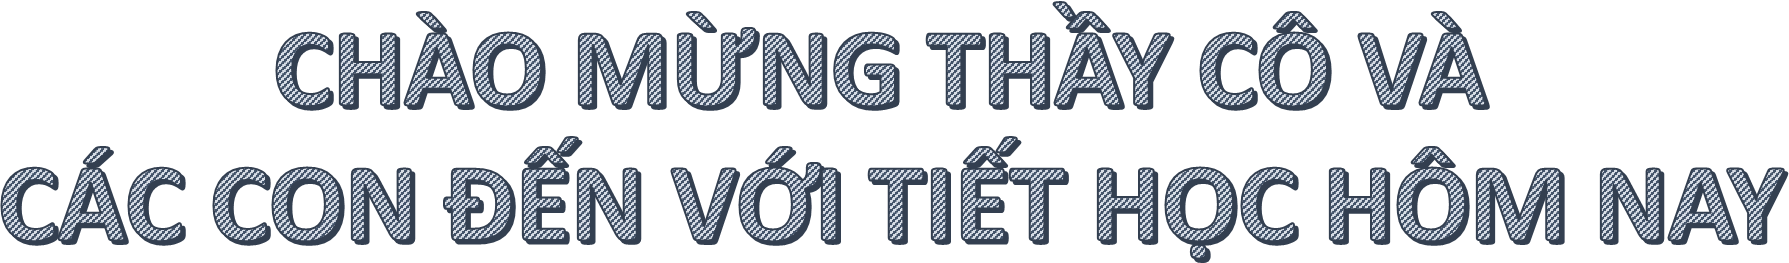 CHÀO MỪNG THẦY CÔ VÀ
CÁC CON ĐẾN VỚI TIẾT HỌC HÔM NAY